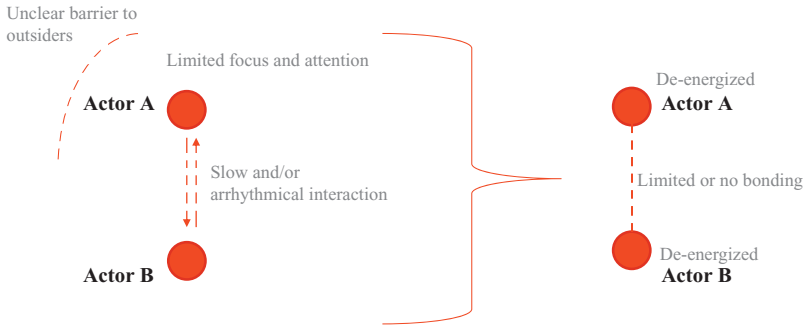 Unclear barrier to
outsiders
Limited focus and attention
Actor A
Slow and/or
arrhythmical interaction
Actor B
De-energized
Actor A
Limited or no bonding
De-energized
Actor B